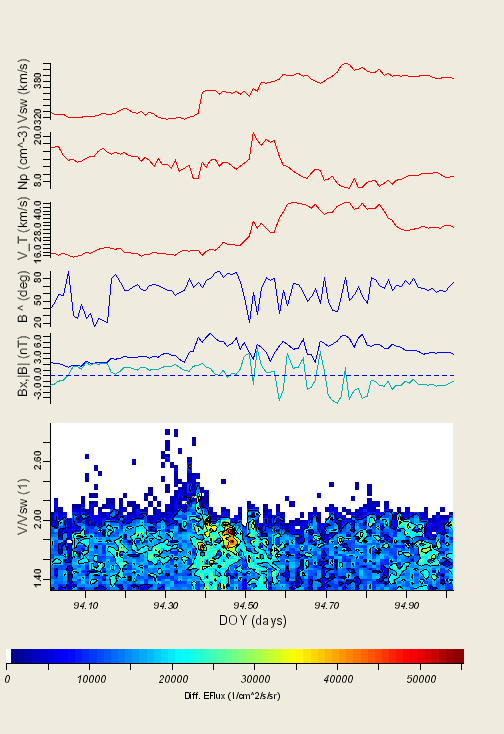 Vsw (km/s)
380
320
Np (cm^-3)
20.0
8.0
V_T (km/s)
40.0
28.0
16.0
B ^ (deg)
80
50
20
Bx,|B| (nT)
6.0
3.0
0.0
-3.0
V/Vsw (1)
2.60
2.00
1.40
94.10 94.30 94.50 94.70 94.90
DOY (days)
0 10000 20000 30000 40000 50000
Diff. EFlux (1/cm^2/s/sr)